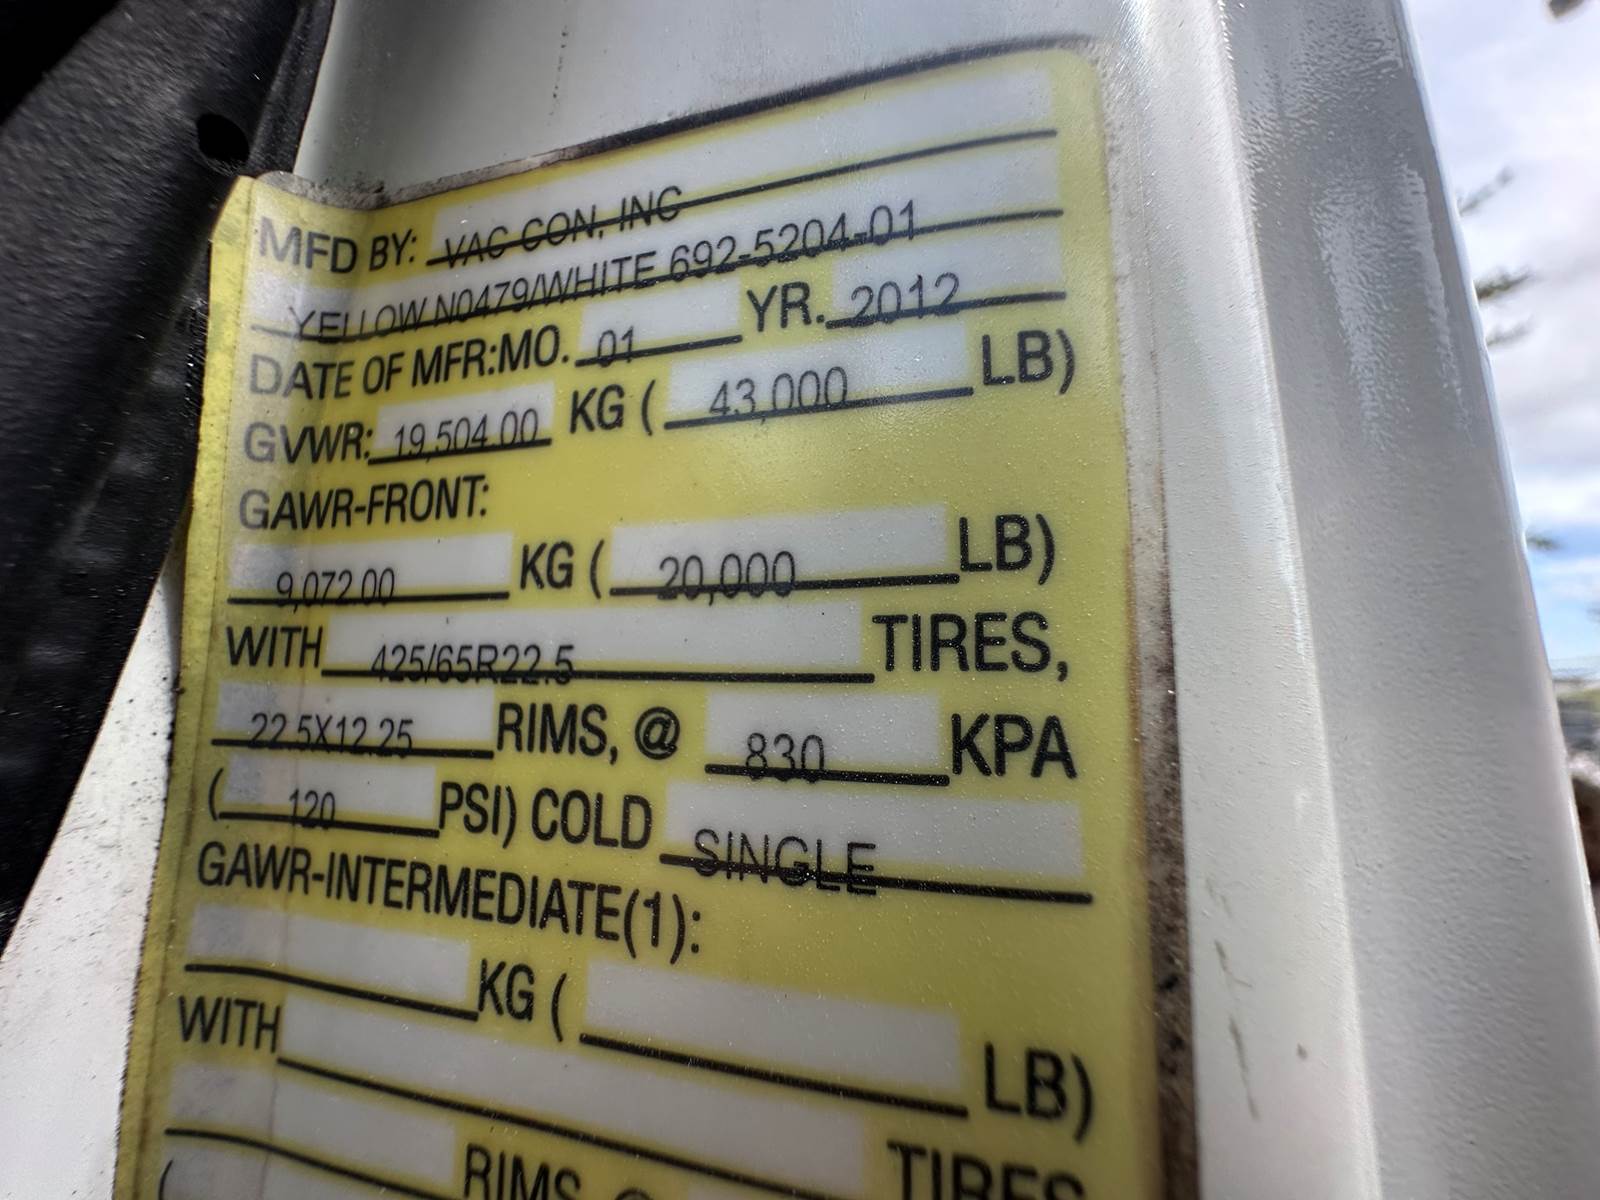 MFD BY: VAC CON, INC
YELLOW N0479/WHITE 692-5204-01
DATE OF MFR:MO. 01 YR. 2012
GVWR: 19,504.00 KG ( 43,000 LB)
GAWR-FRONT:
9,072.00 KG ( 20,000 LB)
WITH 425/65R22.5 TIRES,
22.5X12.25 RIMS, @ 830 KPA
( 120 PSI) COLD SINGLE
GAWR-INTERMEDIATE(1):
KG ( LB)
WITH TIRES
RIMS, @
(